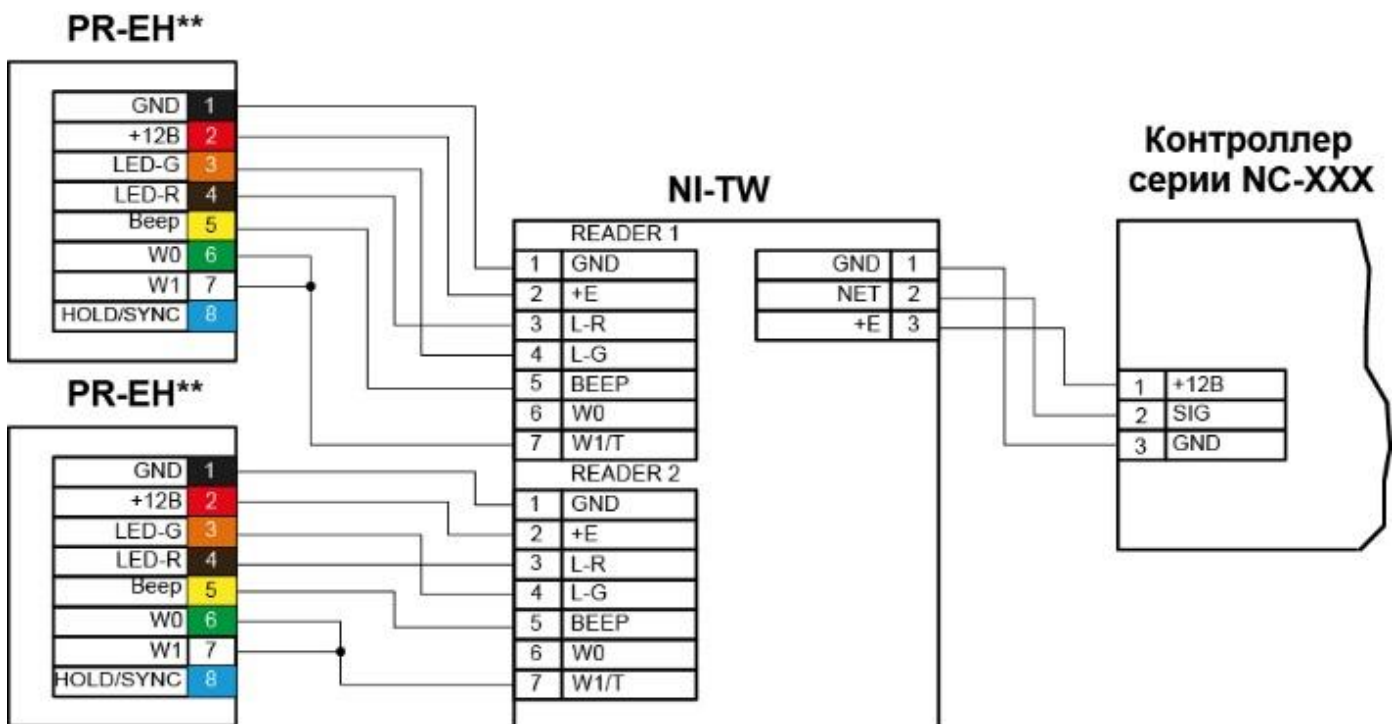 PR-EH**
GND 1
+12В 2
LED-G 3
LED-R 4
Beep 5
W0 6
W1 7
HOLD/SYNC 8
PR-EH**
GND 1
+12В 2
LED-G 3
LED-R 4
Beep 5
W0 6
W1 7
HOLD/SYNC 8
NI-TW
READER 1
1 GND
2 +E
3 L-R
4 L-G
5 BEEP
6 W0
7 W1/T
READER 2
1 GND
2 +E
3 L-R
4 L-G
5 BEEP
6 W0
7 W1/T
GND 1
NET 2
+E 3
Контроллер
серии NC-XXX
1 +12В
2 SIG
3 GND